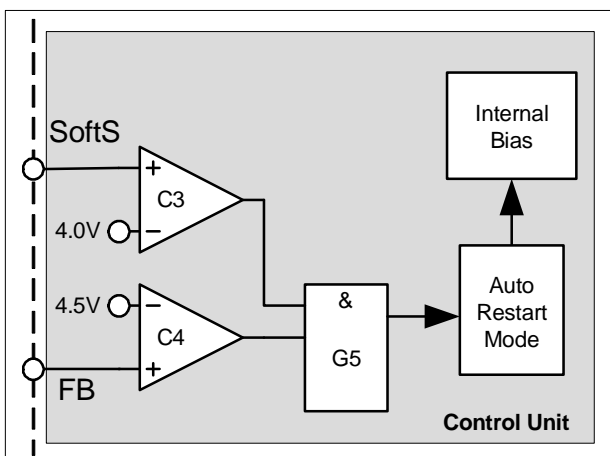 SoftS
+
C3
4.0V
−
4.5V
−
C4
+
FB
&
G5
Internal
Bias
Auto
Restart
Mode
Control Unit